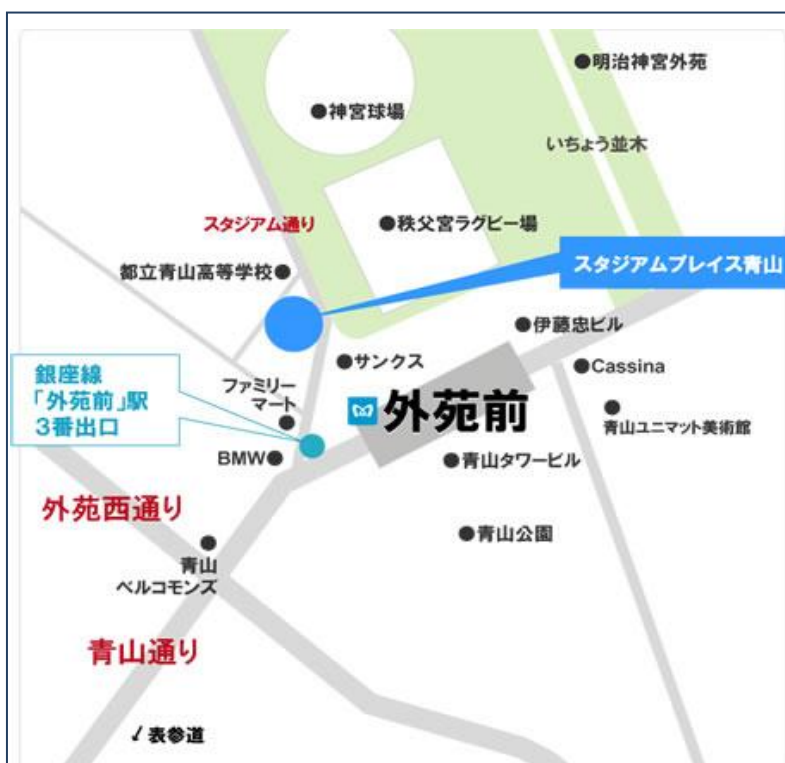 ●明治神宮外苑
●神宮球場
いちょう並木
スタジアム通り
●秩父宮ラグビー場
スタジアムプレイス青山
都立青山高等学校●
●伊藤忠ビル
●サンクス
●Cassina
銀座線
「外苑前」駅
3番出口
ファミリー
マート
外苑前
青山ユニマット美術館
BMW●
●青山タワービル
外苑西通り
●青山公園
青山
ベルコモンズ
青山通り
表参道